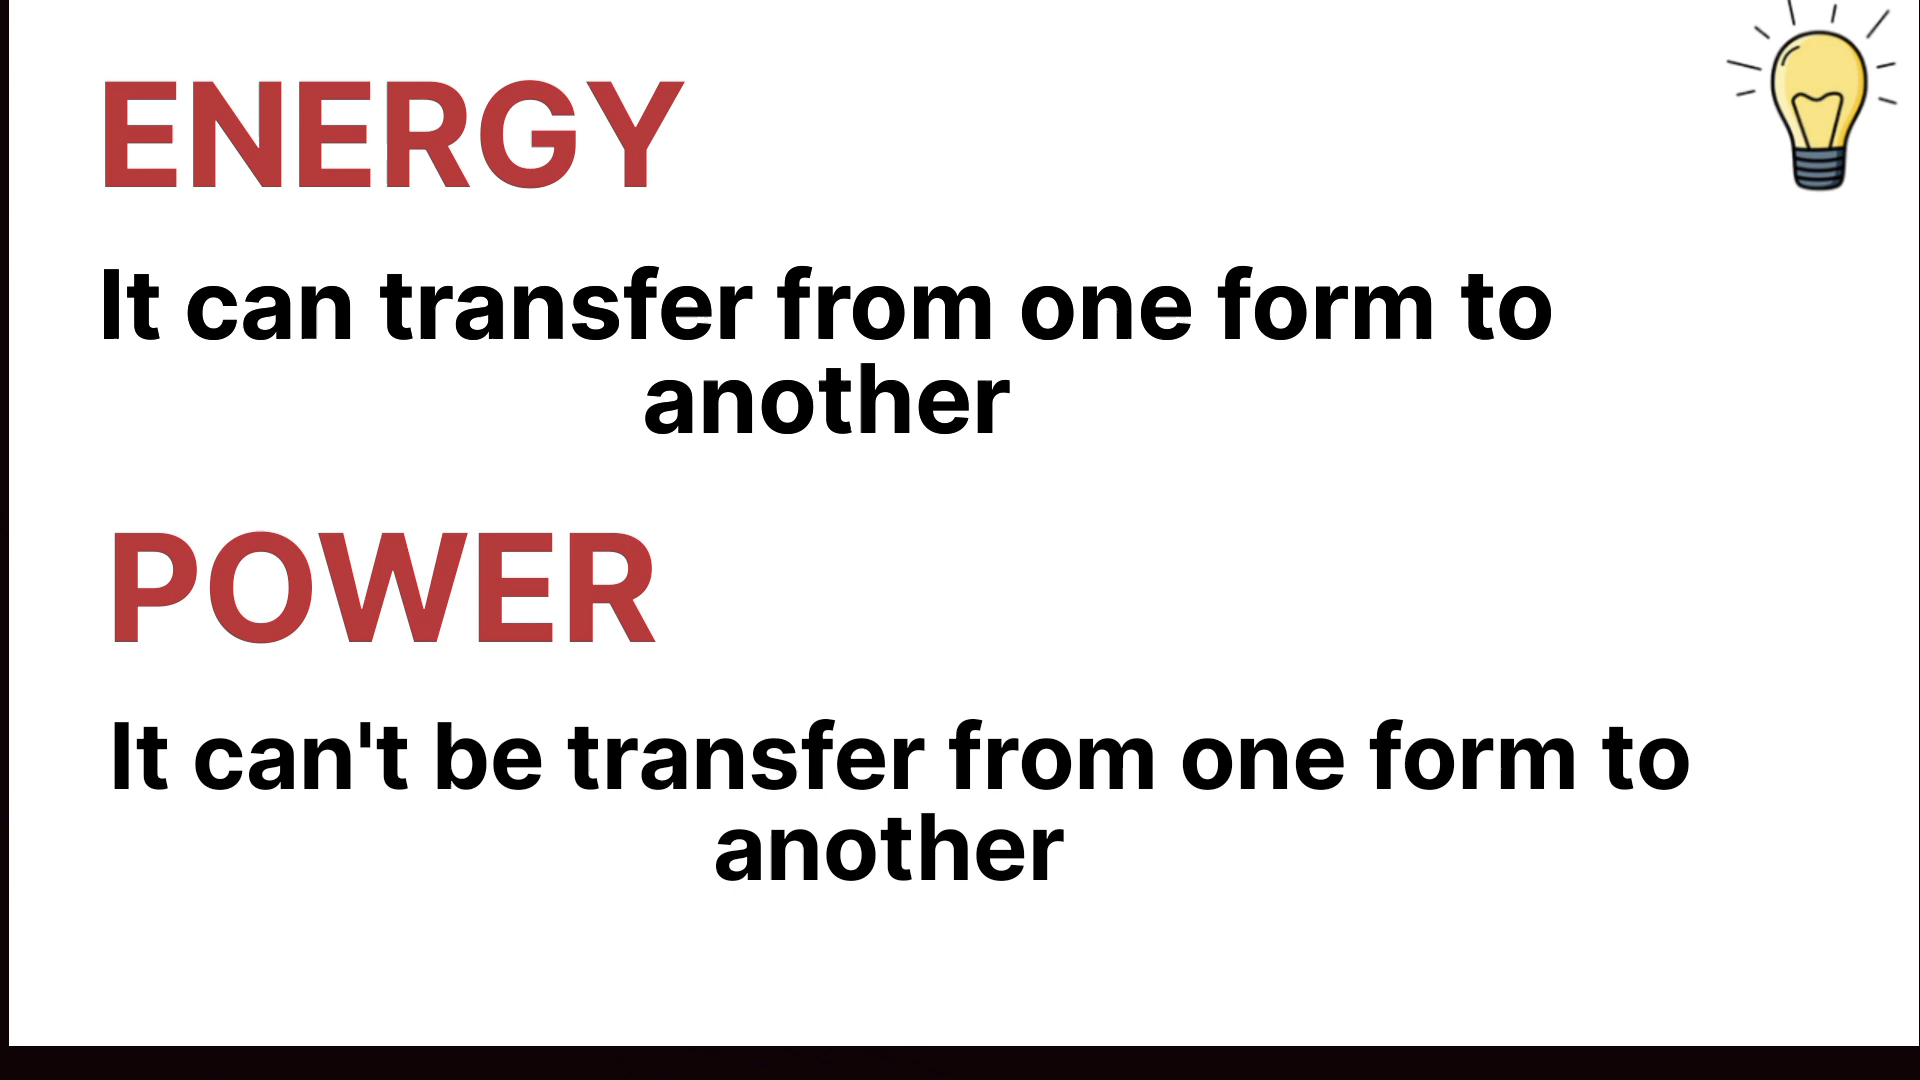 ENERGY
It can transfer from one form to
another
POWER
It can't be transfer from one form to
another